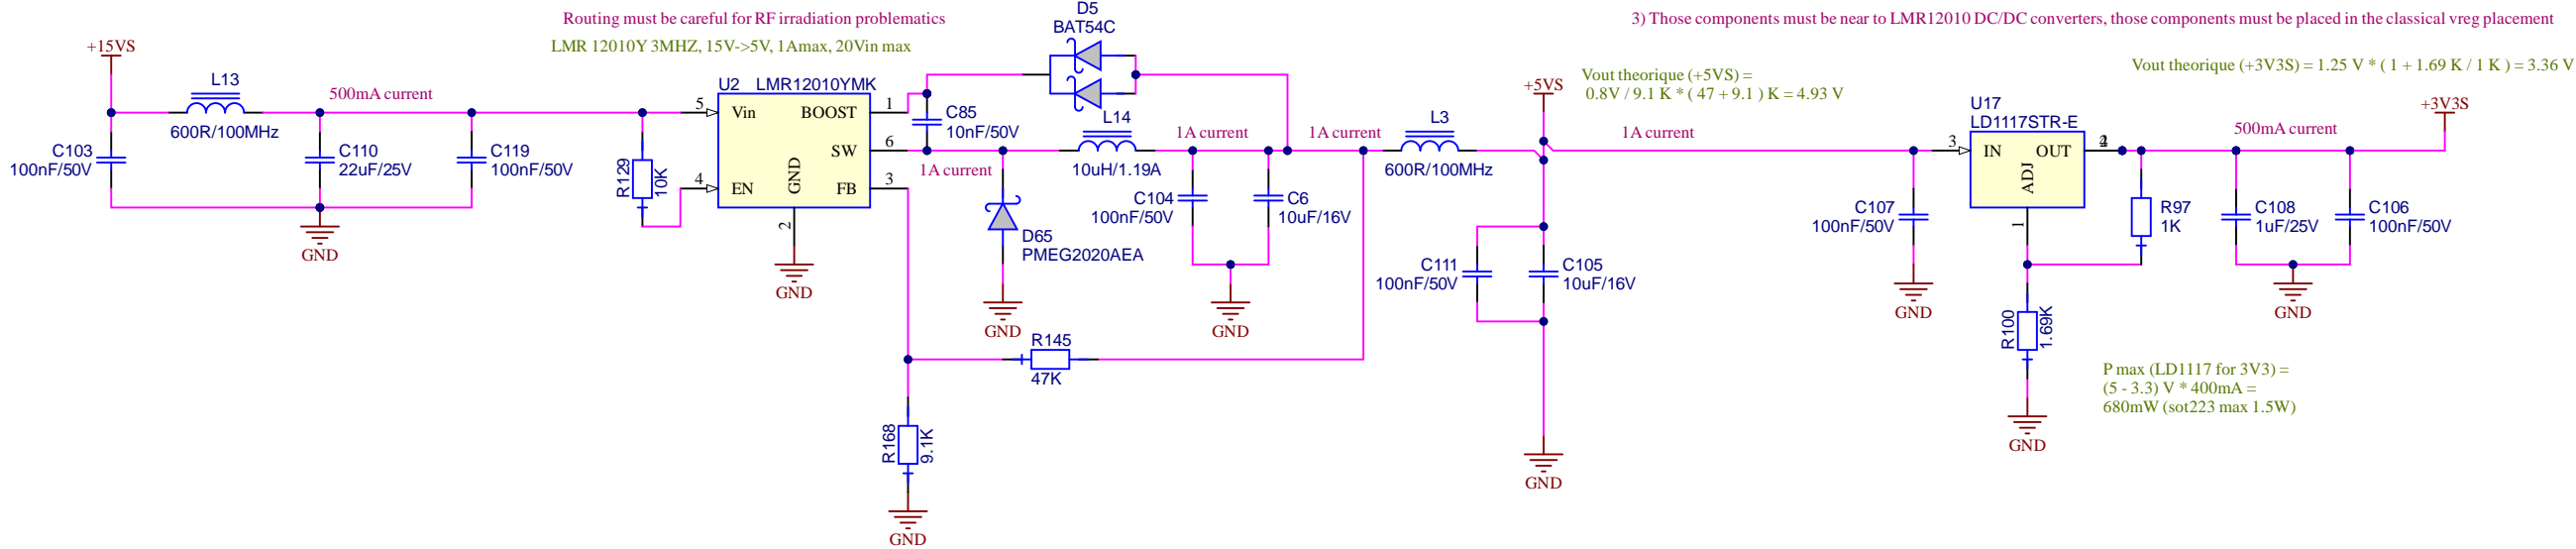 Routing must be careful for RF irradiation problematics
LMR 12010Y 3MHZ, 15V->5V, 1Amax, 20Vin max
3) Those components must be near to LMR12010 DC/DC converters, those components must be placed in the classical vreg placement
+15VS
L13
600R/100MHz
500mA current
C103
100nF/50V
C110
22uF/25V
C119
100nF/50V
GND
R129
10K
U2 LMR12010YMK
5
Vin
BOOST
1
SW
6
4
EN
GND
FB
3
2
GND
D5
BAT54C
C85
10nF/50V
1A current
L14
10uH/1.19A
D65
PMEG2020AEA
GND
1A current
C104
100nF/50V
C6
10uF/16V
GND
1A current
L3
600R/100MHz
R145
47K
R168
9.1K
GND
+5VS
Vout theorique (+5VS) =
0.8V / 9.1 K * ( 47 + 9.1 ) K = 4.93 V
1A current
C111
100nF/50V
C105
10uF/16V
GND
C107
100nF/50V
GND
Vout theorique (+3V3S) = 1.25 V * ( 1 + 1.69 K / 1 K ) = 3.36 V
U17
LD1117STR-E
3
IN
OUT
ADJ
1
R100
1.69K
GND
+3V3S
500mA current
R97
1K
C108
1uF/25V
C106
100nF/50V
GND
P max (LD1117 for 3V3) =
(5 - 3.3) V * 400mA =
680mW (sot223 max 1.5W)